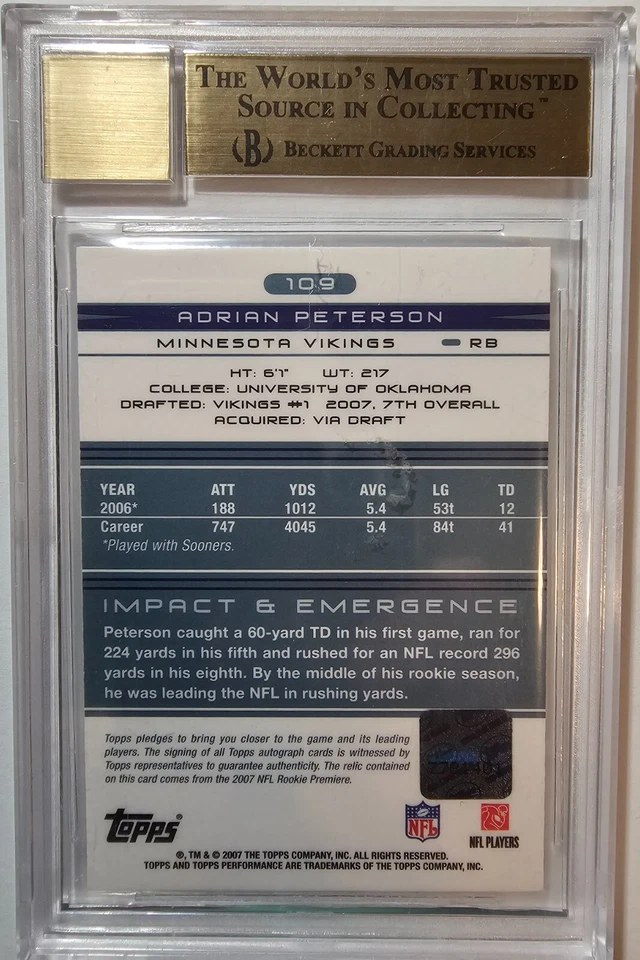 THE WORLD'S MOST TRUSTED
SOURCE IN COLLECTING™
B BECKETT GRADING SERVICES
109
ADRIAN PETERSON
MINNESOTA VIKINGS RB
HT: 6'1" WT: 217
COLLEGE: UNIVERSITY OF OKLAHOMA
DRAFTED: VIKINGS #1 2007, 7TH OVERALL
ACQUIRED: VIA DRAFT
YEAR ATT YDS AVG LG TD
2006* 188 1012 5.4 53t 12
Career 747 4045 5.4 84t 41
*Played with Sooners.
IMPACT & EMERGENCE
Peterson caught a 60-yard TD in his first game, ran for
224 yards in his fifth and rushed for an NFL record 296
yards in his eighth. By the middle of his rookie season,
he was leading the NFL in rushing yards.
Topps pledges to bring you closer to the game and its leading
players. The signing of all Topps autograph cards is witnessed by
Topps representatives to guarantee authenticity. The relic contained
on this card comes from the 2007 NFL Rookie Premiere.
topps®
NFL
NFL PLAYERS
®, TM & © 2007 THE TOPPS COMPANY, INC. ALL RIGHTS RESERVED.
TOPPS AND TOPPS PERFORMANCE ARE TRADEMARKS OF THE TOPPS COMPANY, INC.